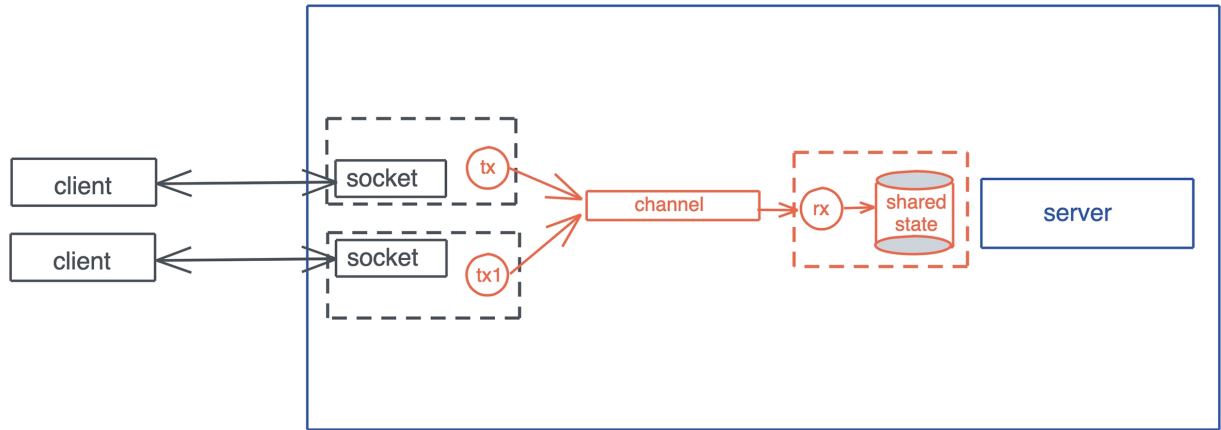 client
socket
tx
channel
rx
shared
state
server
client
socket
tx1